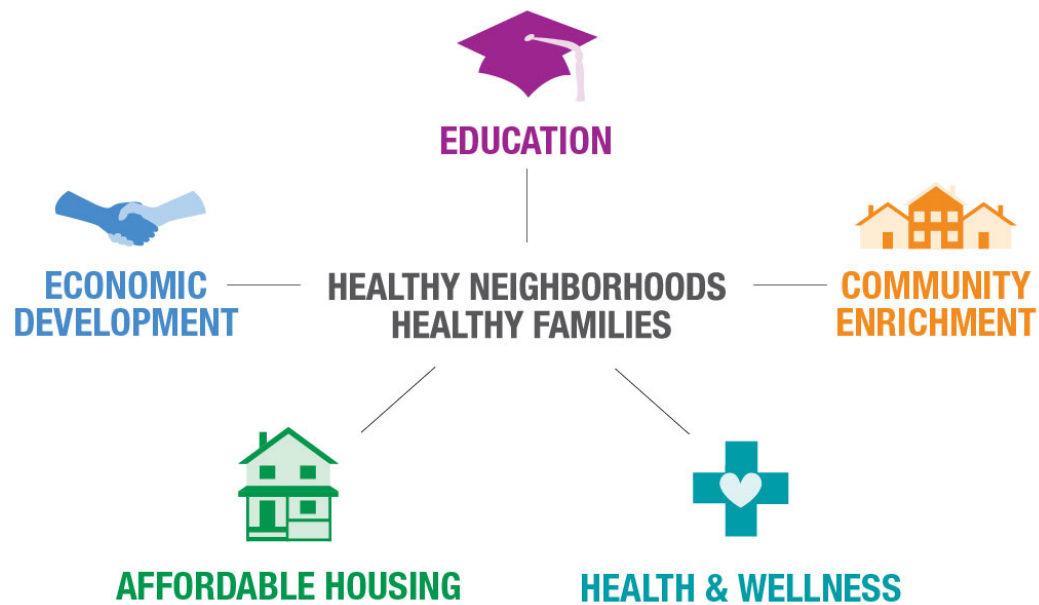 EDUCATION
ECONOMIC
DEVELOPMENT
HEALTHY NEIGHBORHOODS
HEALTHY FAMILIES
COMMUNITY
ENRICHMENT
AFFORDABLE HOUSING
HEALTH & WELLNESS